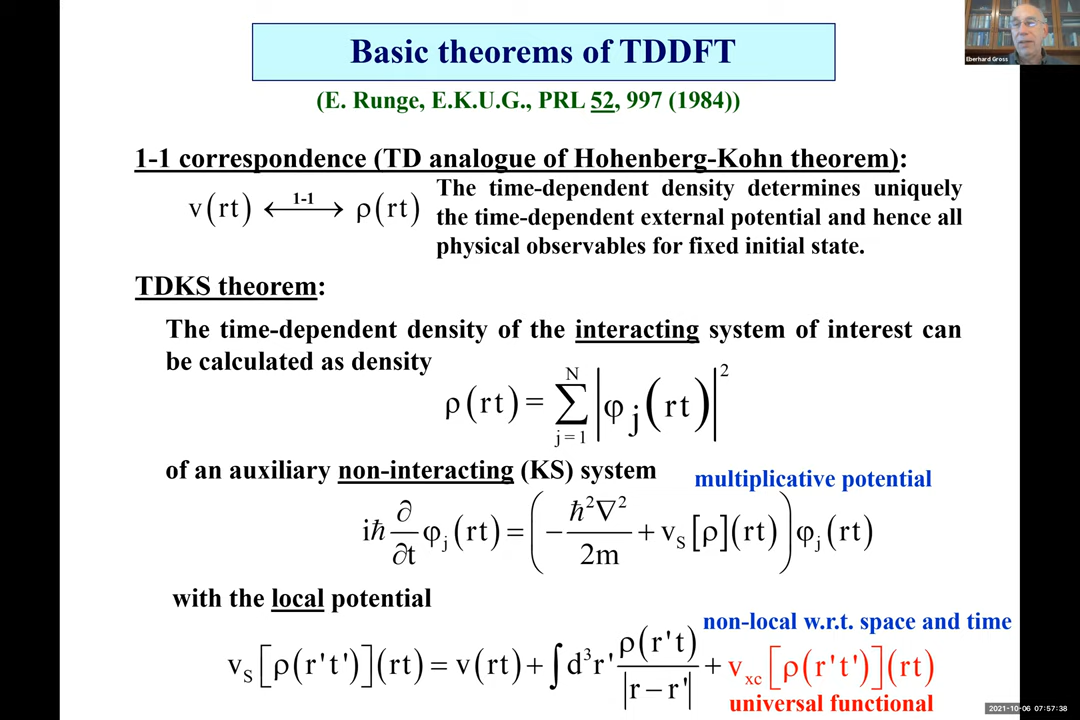 Basic theorems of TDDFT
Eberhard Gross
(E. Runge, E.K.U.G., PRL 52, 997 (1984))
1-1 correspondence (TD analogue of Hohenberg-Kohn theorem):
v(rt) ⟷ ρ(rt)
1-1
The time-dependent density determines uniquely
the time-dependent external potential and hence all
physical observables for fixed initial state.
TDKS theorem:
The time-dependent density of the interacting system of interest can
be calculated as density
ρ(rt) = ∑_{j=1}^{N} |φ_j(rt)|²
of an auxiliary non-interacting (KS) system
multiplicative potential
iħ ∂/∂t φ_j(rt) = (−ħ²∇²/2m + v_S[ρ](rt)) φ_j(rt)
with the local potential
non-local w.r.t. space and time
v_S[ρ(r't')](rt) = v(rt) + ∫d³r' ρ(r't)/|r−r'| + v_xc[ρ(r't')](rt)
universal functional
2021-10-06 07:57:38